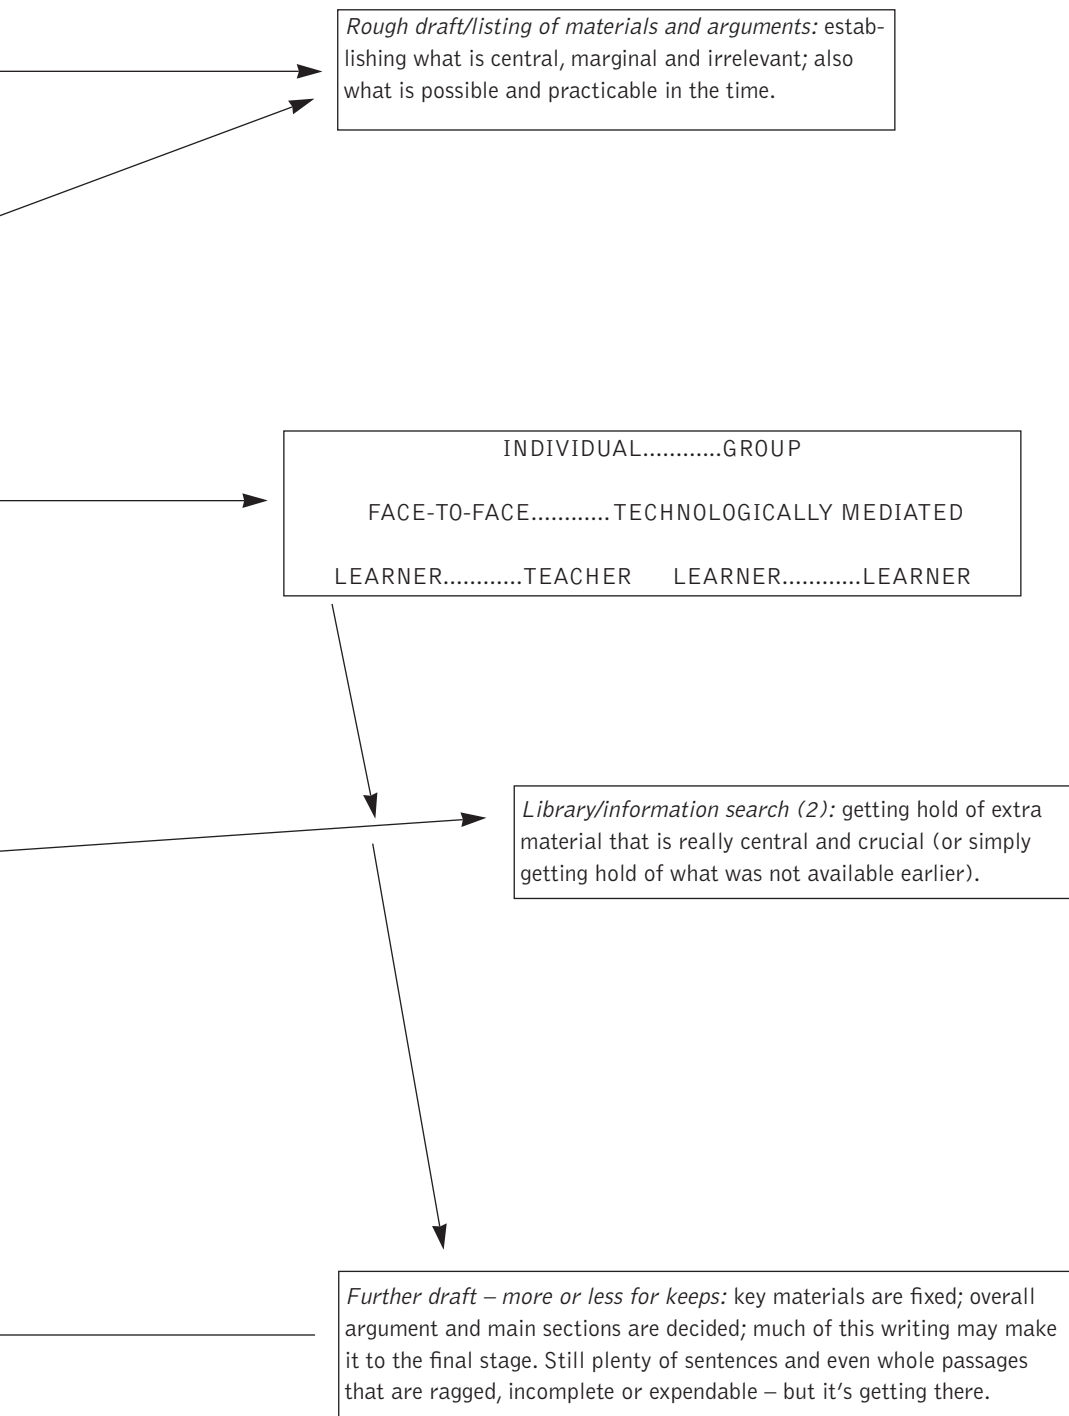 Rough draft/listing of materials and arguments: estab-
lishing what is central, marginal and irrelevant; also
what is possible and practicable in the time.
INDIVIDUAL............GROUP
FACE-TO-FACE............TECHNOLOGICALLY MEDIATED
LEARNER............TEACHER LEARNER............LEARNER
Library/information search (2): getting hold of extra
material that is really central and crucial (or simply
getting hold of what was not available earlier).
Further draft – more or less for keeps: key materials are fixed; overall
argument and main sections are decided; much of this writing may make
it to the final stage. Still plenty of sentences and even whole passages
that are ragged, incomplete or expendable – but it's getting there.